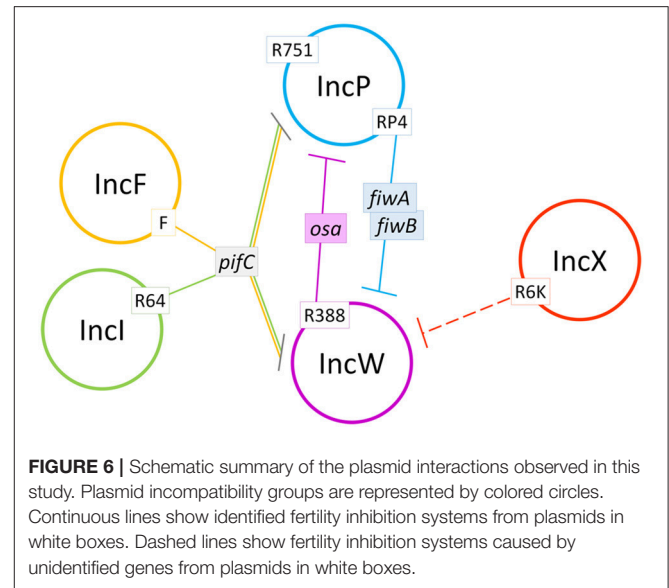 R751
IncP
RP4
IncF
F
fiwA
fiwB
osa
pifC
IncX
R6K
R64
IncI
R388
IncW
FIGURE 6 | Schematic summary of the plasmid interactions observed in this
study. Plasmid incompatibility groups are represented by colored circles.
Continuous lines show identified fertility inhibition systems from plasmids in
white boxes. Dashed lines show fertility inhibition systems caused by
unidentified genes from plasmids in white boxes.